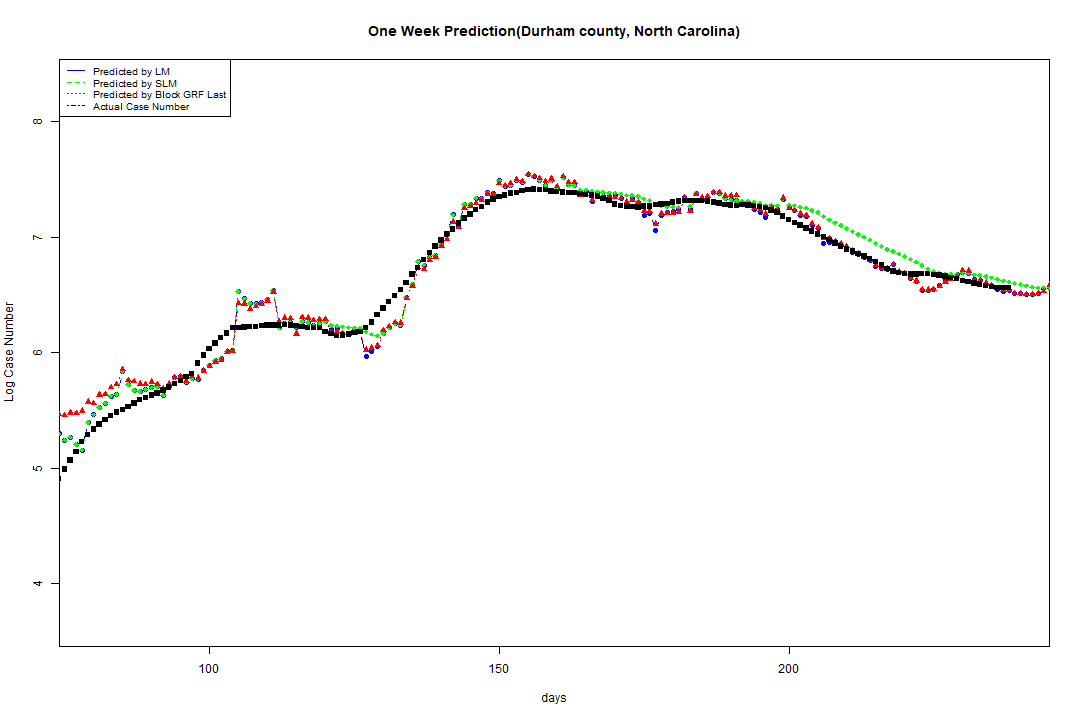 One Week Prediction(Durham county, North Carolina)
Predicted by LM
Predicted by SLM
Predicted by Block GRF Last
Actual Case Number
8
7
6
5
4
Log Case Number
100 150 200
days